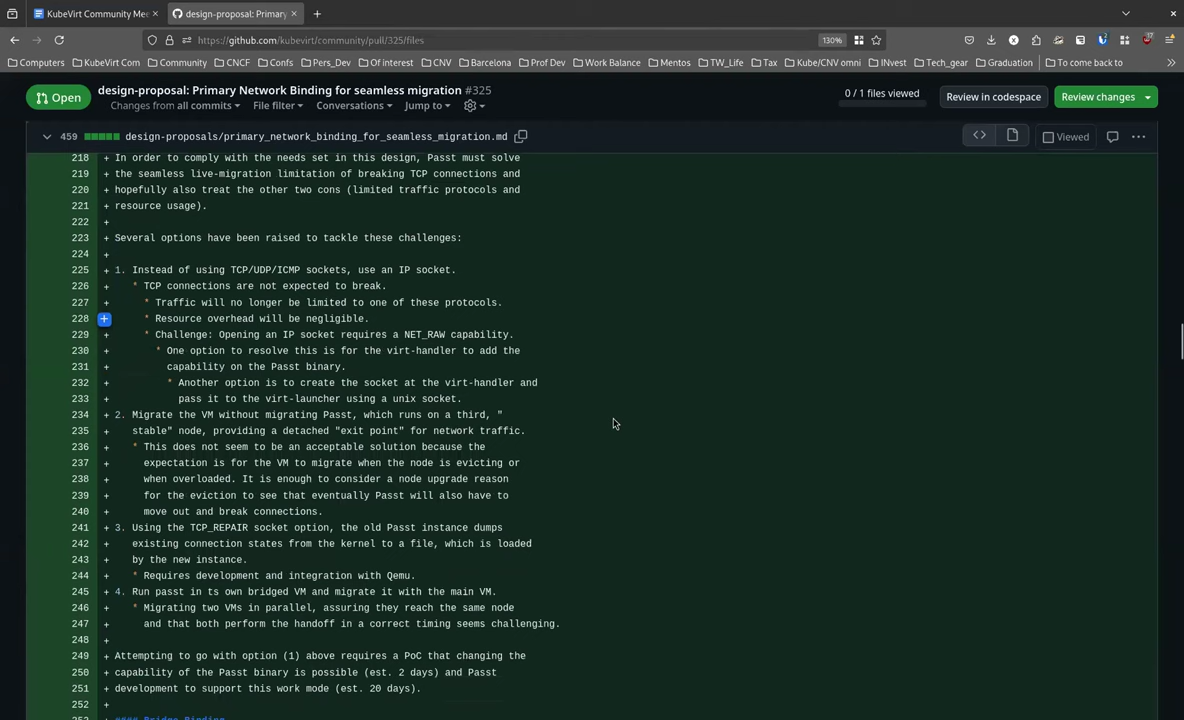 KubeVirt Community Mee
design-proposal: Primary
https://github.com/kubevirt/community/pull/325/files
130%
17
Computers
KubeVirt Com
Community
CNCF
Confs
Pers_Dev
Of interest
CNV
Barcelona
Prof Dev
Work Balance
Mentos
TW_Life
Tax
Kube/CNV omni
INvest
Tech_gear
Graduation
To come back to
Open
design-proposal: Primary Network Binding for seamless migration #325
Changes from all commits
File filter
Conversations
Jump to
0 / 1 files viewed
Review in codespace
Review changes
459
design-proposals/primary_network_binding_for_seamless_migration.md
Viewed
218 + In order to comply with the needs set in this design, Passt must solve
219 + the seamless live-migration limitation of breaking TCP connections and
220 + hopefully also treat the other two cons (limited traffic protocols and
221 + resource usage).
222 +
223 + Several options have been raised to tackle these challenges:
224 +
225 + 1. Instead of using TCP/UDP/ICMP sockets, use an IP socket.
226 + * TCP connections are not expected to break.
227 + * Traffic will no longer be limited to one of these protocols.
228 + * Resource overhead will be negligible.
229 + * Challenge: Opening an IP socket requires a NET_RAW capability.
230 + * One option to resolve this is for the virt-handler to add the
231 + capability on the Passt binary.
232 + * Another option is to create the socket at the virt-handler and
233 + pass it to the virt-launcher using a unix socket.
234 + 2. Migrate the VM without migrating Passt, which runs on a third, "
235 + stable" node, providing a detached "exit point" for network traffic.
236 + * This does not seem to be an acceptable solution because the
237 + expectation is for the VM to migrate when the node is evicting or
238 + when overloaded. It is enough to consider a node upgrade reason
239 + for the eviction to see that eventually Passt will also have to
240 + move out and break connections.
241 + 3. Using the TCP_REPAIR socket option, the old Passt instance dumps
242 + existing connection states from the kernel to a file, which is loaded
243 + by the new instance.
244 + * Requires development and integration with Qemu.
245 + 4. Run passt in its own bridged VM and migrate it with the main VM.
246 + * Migrating two VMs in parallel, assuring they reach the same node
247 + and that both perform the handoff in a correct timing seems challenging.
248 +
249 + Attempting to go with option (1) above requires a PoC that changing the
250 + capability of the Passt binary is possible (est. 2 days) and Passt
251 + development to support this work mode (est. 20 days).
252 +
253 + #### Bridge Binding